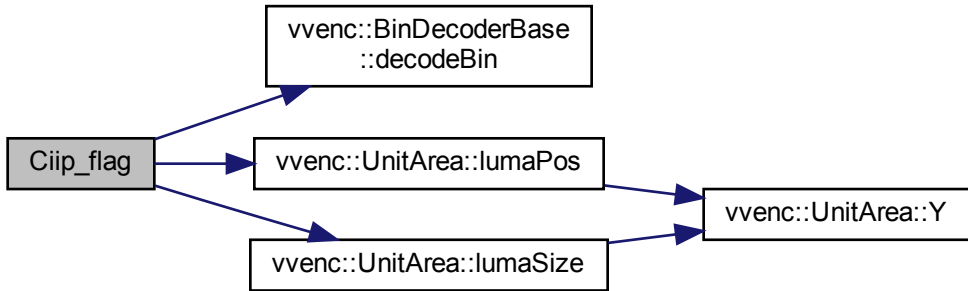 vvenc::BinDecoderBase
::decodeBin
Ciip_flag
vvenc::UnitArea::lumaPos
vvenc::UnitArea::Y
vvenc::UnitArea::lumaSize